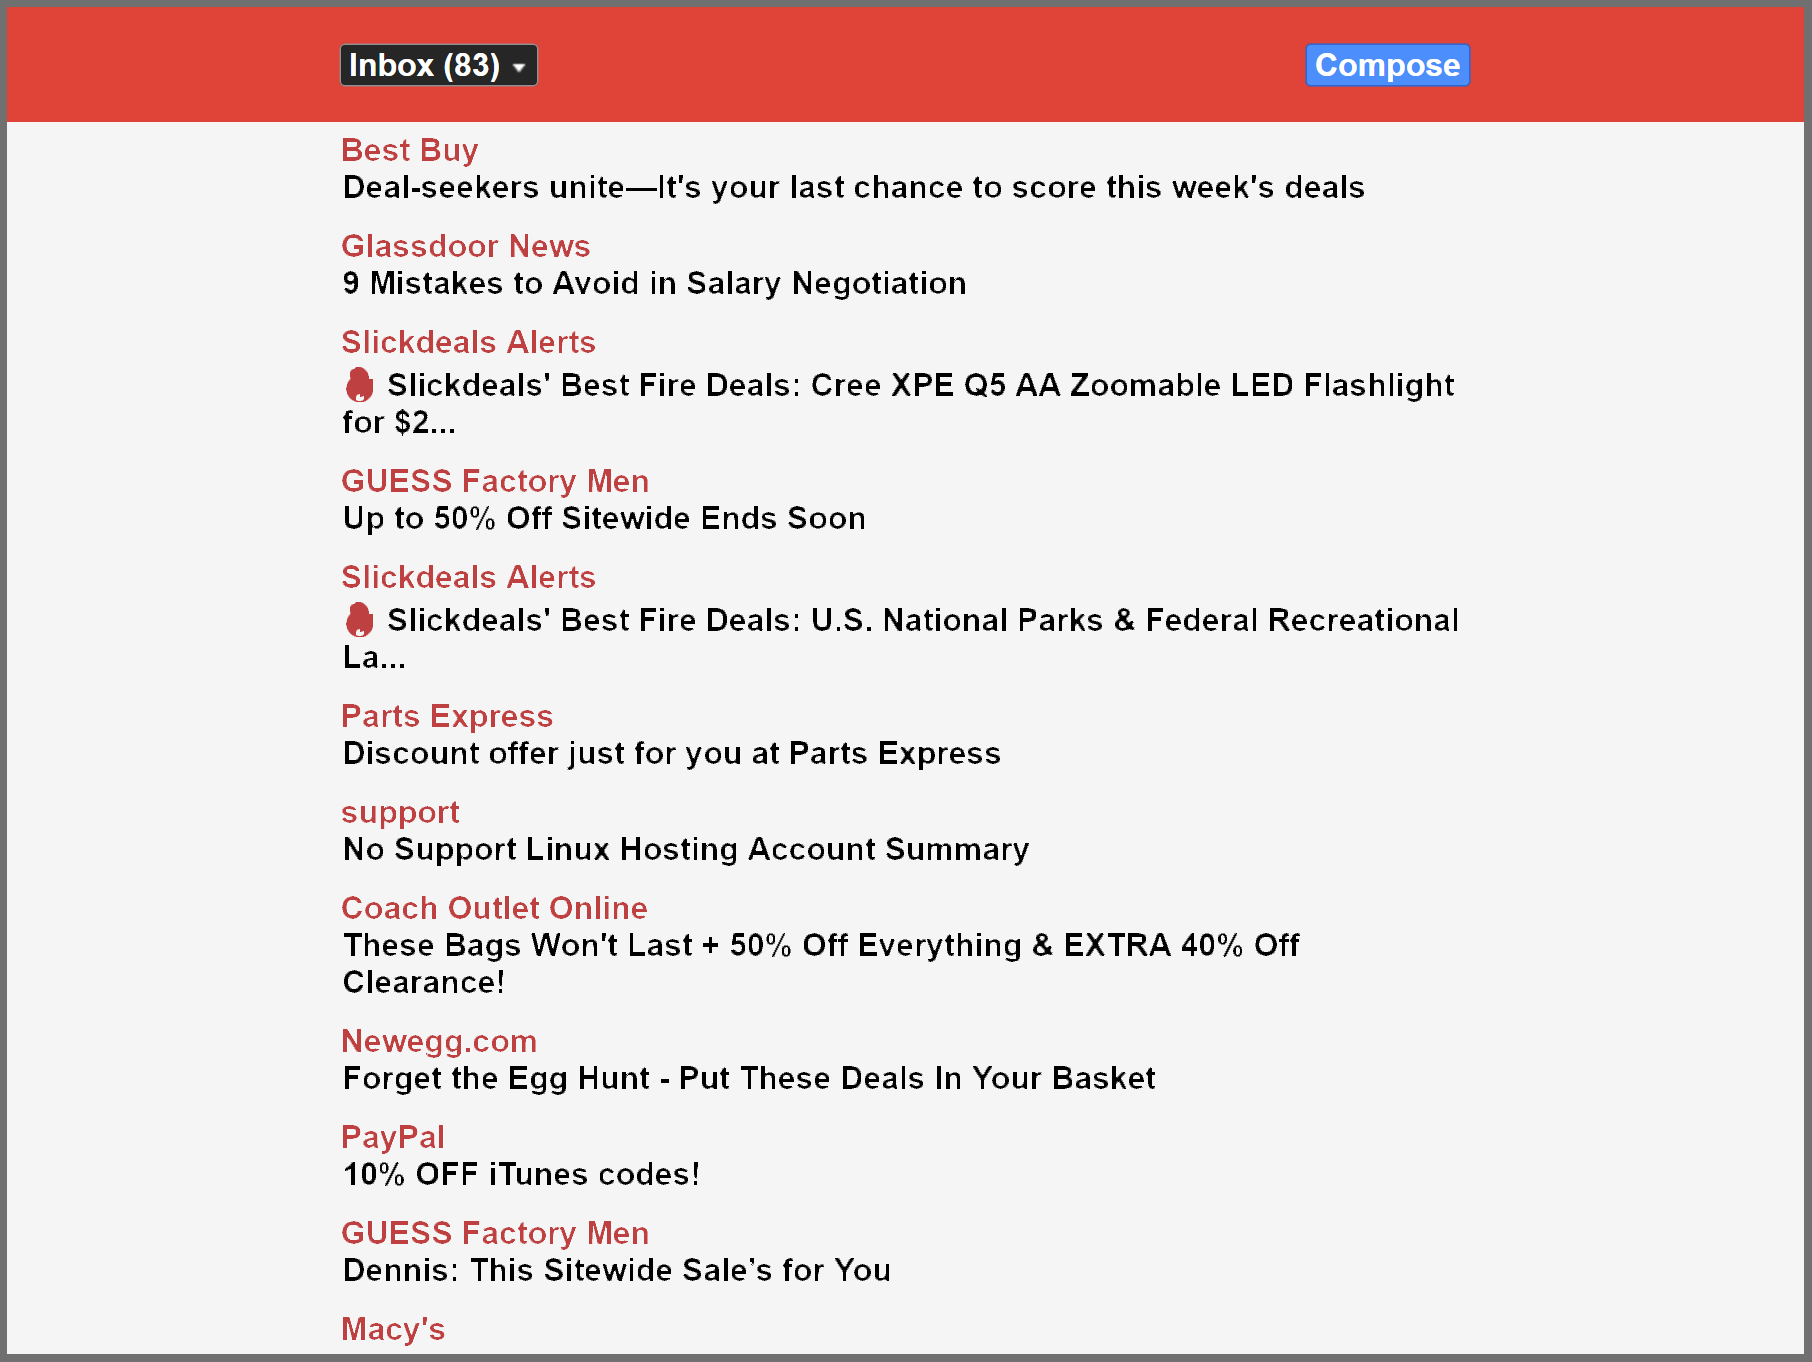 Inbox (83)
Compose
Best Buy
Deal-seekers unite—It's your last chance to score this week's deals
Glassdoor News
9 Mistakes to Avoid in Salary Negotiation
Slickdeals Alerts
Slickdeals' Best Fire Deals: Cree XPE Q5 AA Zoomable LED Flashlight
for $2...
GUESS Factory Men
Up to 50% Off Sitewide Ends Soon
Slickdeals Alerts
Slickdeals' Best Fire Deals: U.S. National Parks & Federal Recreational
La...
Parts Express
Discount offer just for you at Parts Express
support
No Support Linux Hosting Account Summary
Coach Outlet Online
These Bags Won't Last + 50% Off Everything & EXTRA 40% Off
Clearance!
Newegg.com
Forget the Egg Hunt - Put These Deals In Your Basket
PayPal
10% OFF iTunes codes!
GUESS Factory Men
Dennis: This Sitewide Sale’s for You
Macy's